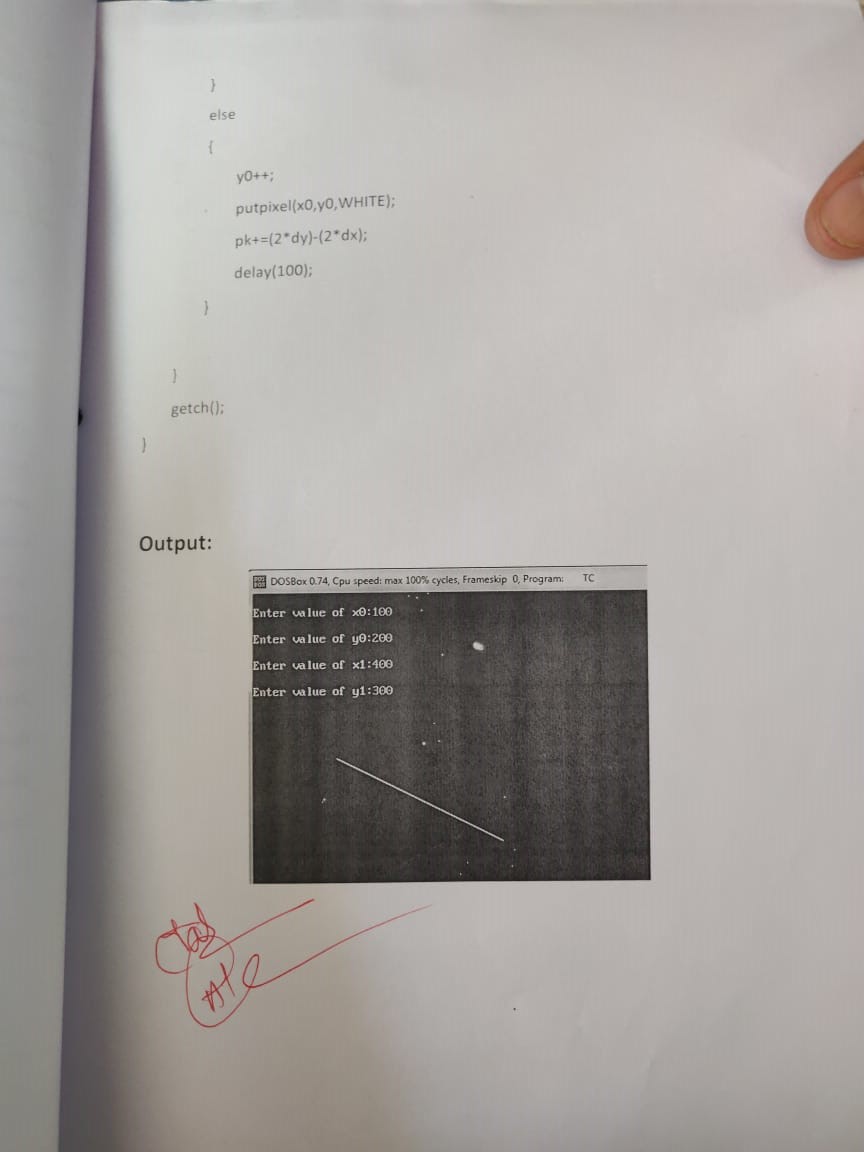 }
else
{
y0++;
putpixel(x0,y0,WHITE);
pk+=(2*dy)-(2*dx);
delay(100);
}
}
getch();
}
Output:
DOSBox 0.74, Cpu speed: max 100% cycles, Frameskip 0, Program: TC
Enter value of x0:100
Enter value of y0:200
Enter value of x1:400
Enter value of y1:300